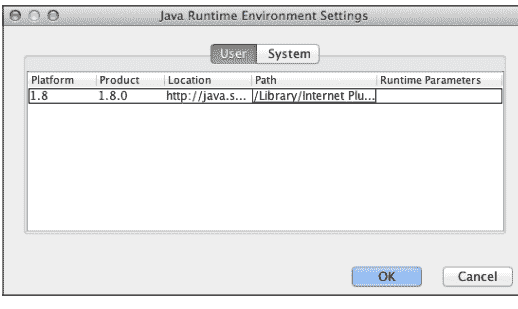 Java Runtime Environment Settings
User System
Platform Product Location Path Runtime Parameters
1.8 1.8.0 http://java.s... /Library/Internet Plu...
OK Cancel